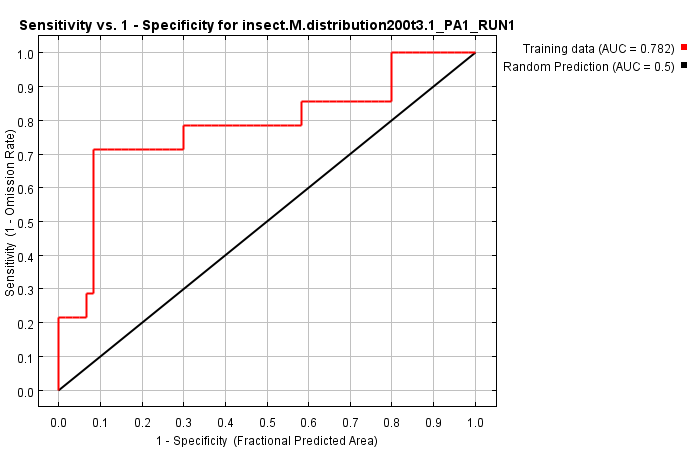 Sensitivity vs. 1 - Specificity for insect.M.distribution200t3.1_PA1_RUN1
Training data (AUC = 0.782)
Random Prediction (AUC = 0.5)
Sensitivity (1 - Omission Rate)
1.0
0.9
0.8
0.7
0.6
0.5
0.4
0.3
0.2
0.1
0.0
0.0 0.1 0.2 0.3 0.4 0.5 0.6 0.7 0.8 0.9 1.0
1 - Specificity (Fractional Predicted Area)